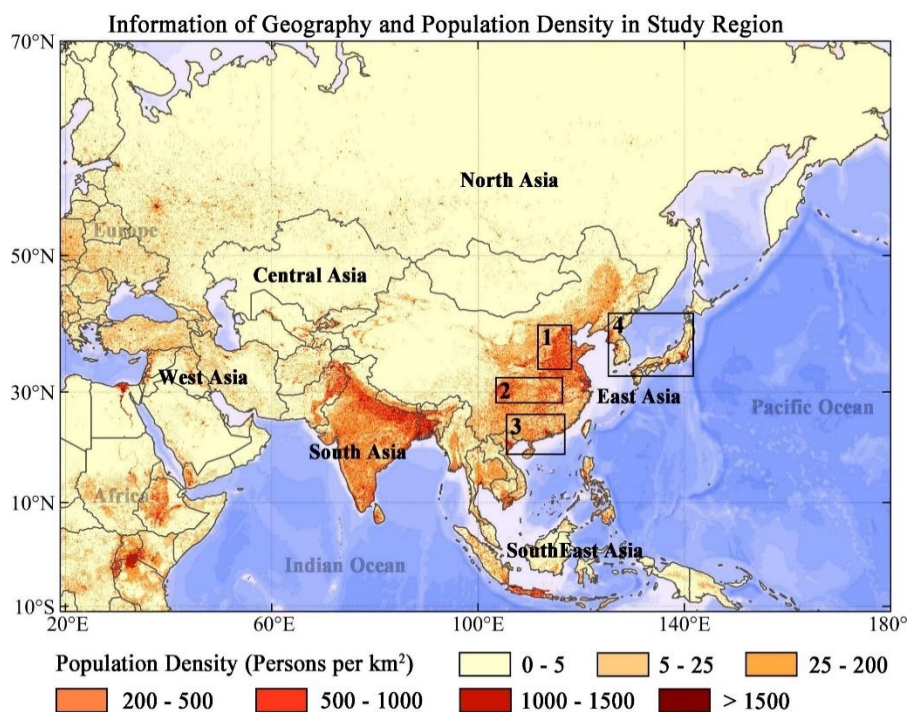 Information of Geography and Population Density in Study Region
70°N
North Asia
Europe
50°N
Central Asia
1
4
West Asia
30°N
2
East Asia
Pacific Ocean
3
South Asia
Africa
10°N
SouthEast Asia
Indian Ocean
10°S
20°E 60°E 100°E 140°E 180°
Population Density (Persons per km²) 0 - 5 5 - 25 25 - 200
200 - 500 500 - 1000 1000 - 1500 > 1500